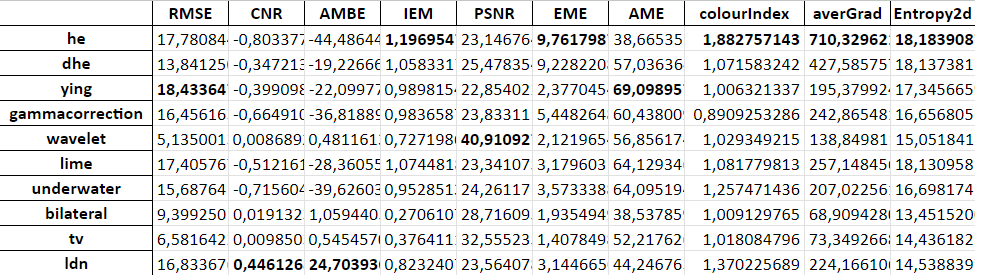 RMSE CNR AMBE IEM PSNR EME AME colourIndex averGrad Entropy2d
he 17,78084 -0,803377 -44,48644 1,196954 23,14676 9,761798 38,66535 1,882757143 710,32962 18,183908
dhe 13,84125 -0,347213 -19,22666 1,058331 25,47835 9,228220 57,03636 1,071583242 427,585757 18,137381
ying 18,43364 -0,399098 -22,09977 0,989815 22,85402 2,377045 69,098957 1,006321337 195,379924 17,345665
gammacorrection 16,45616 -0,664910 -36,81889 0,983658 23,83311 5,448264 60,438009 0,8909253286 242,86548 16,656805
wavelet 5,135001 0,008689 0,481161 0,727198 40,91092 2,121965 56,856174 1,029349215 138,84981 15,051841
lime 17,40576 -0,512161 -28,36055 1,074481 23,34107 3,179603 64,12934 1,081779813 257,148456 18,130958
underwater 15,68764 -0,715604 -39,62603 0,952851 24,26117 3,573338 64,095194 1,257471436 207,02256 16,698174
bilateral 9,399250 0,019132 1,059440 0,270610 28,71609 1,935494 38,537859 1,009129765 68,909428 13,451520
tv 6,581642 0,009850 0,545457 0,376411 32,55523 1,407849 52,21762 1,018084796 73,349266 14,436182
ldn 16,83367 0,446126 24,70393 0,823240 23,56407 3,144665 44,24676 1,370225689 224,16610 14,538839